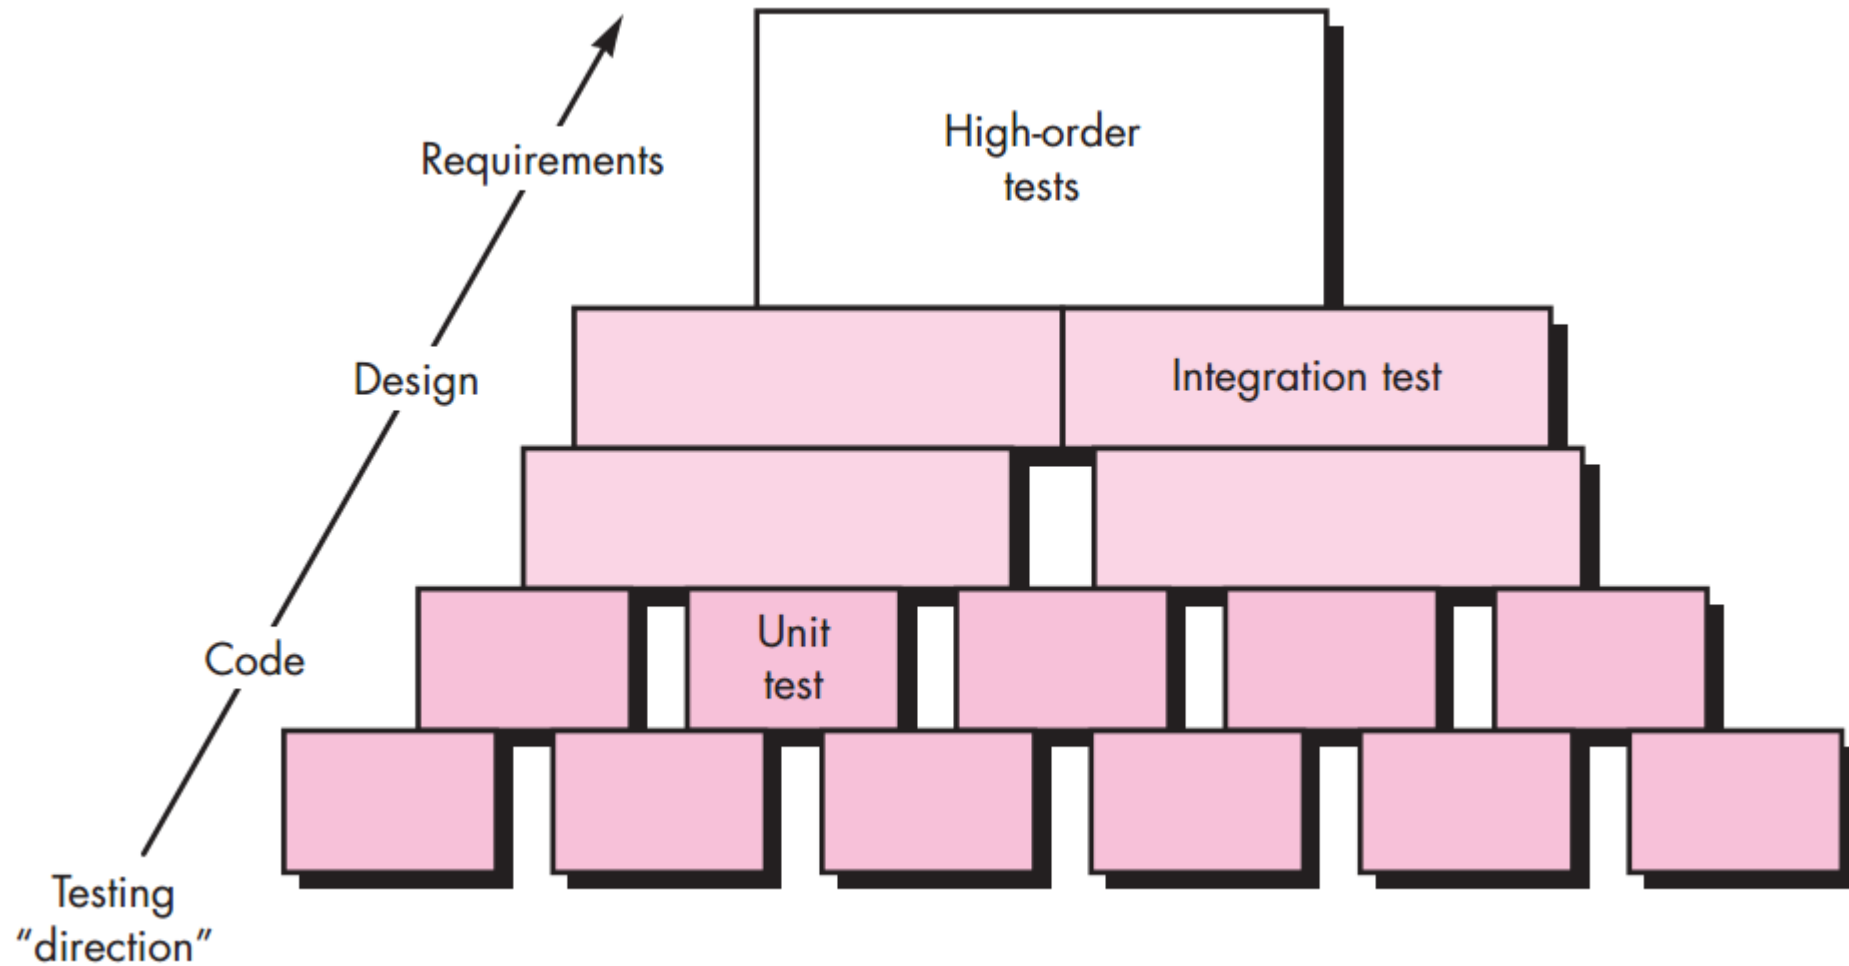 High-order
tests
Requirements
Integration test
Design
Unit
test
Code
Testing
“direction”